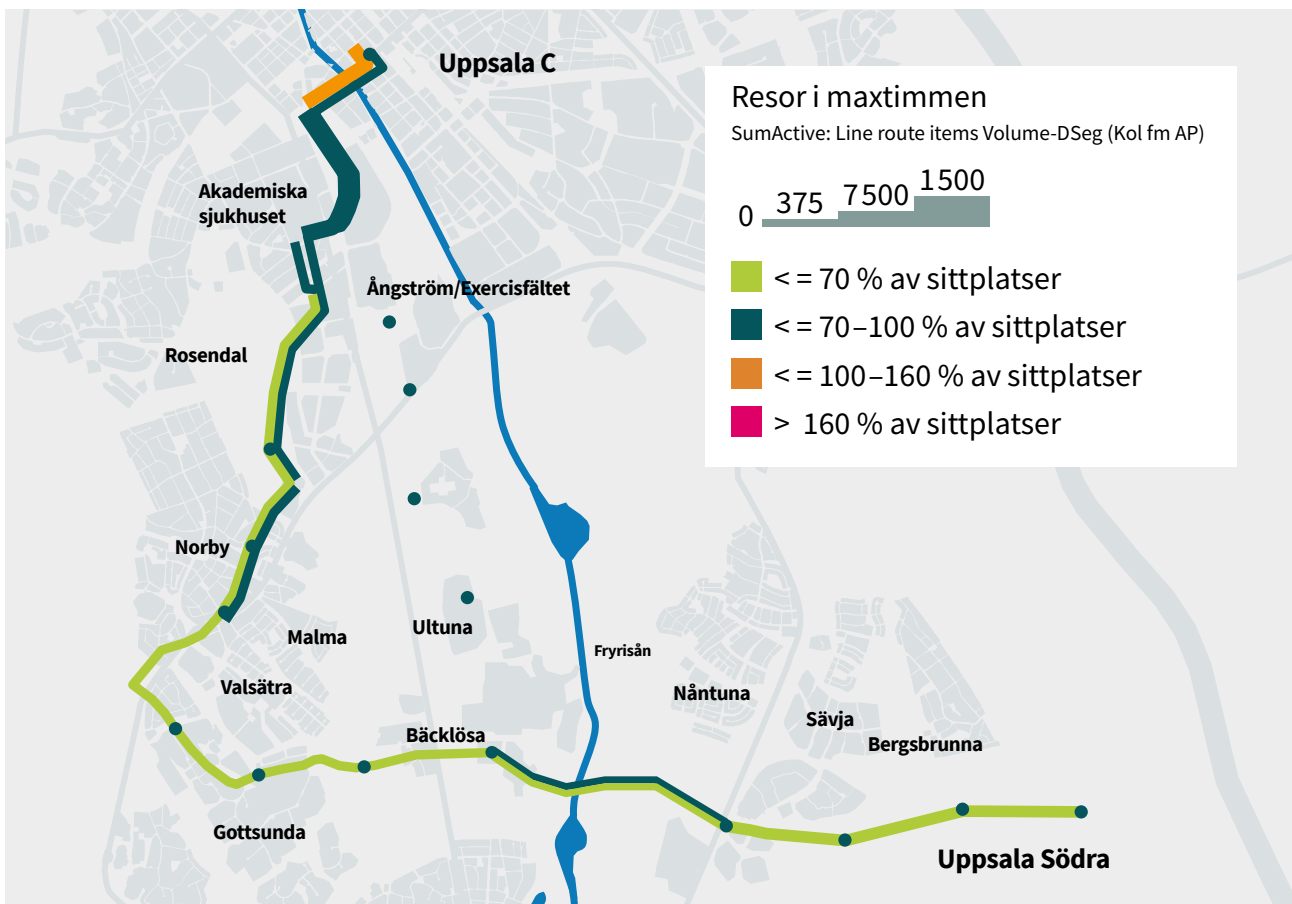 Uppsala C
Resor i maxtimmen
SumActive: Line route items Volume-DSeg (Kol fm AP)
0 375 7500 1500
< = 70 % av sittplatser
< = 70–100 % av sittplatser
< = 100–160 % av sittplatser
> 160 % av sittplatser
Akademiska
sjukhuset
Ångström/Exercisfältet
Rosendal
Norby
Malma
Ultuna
Fryrisån
Valsätra
Nåntuna
Sävja
Bäcklösa
Bergsbrunna
Gottsunda
Uppsala Södra